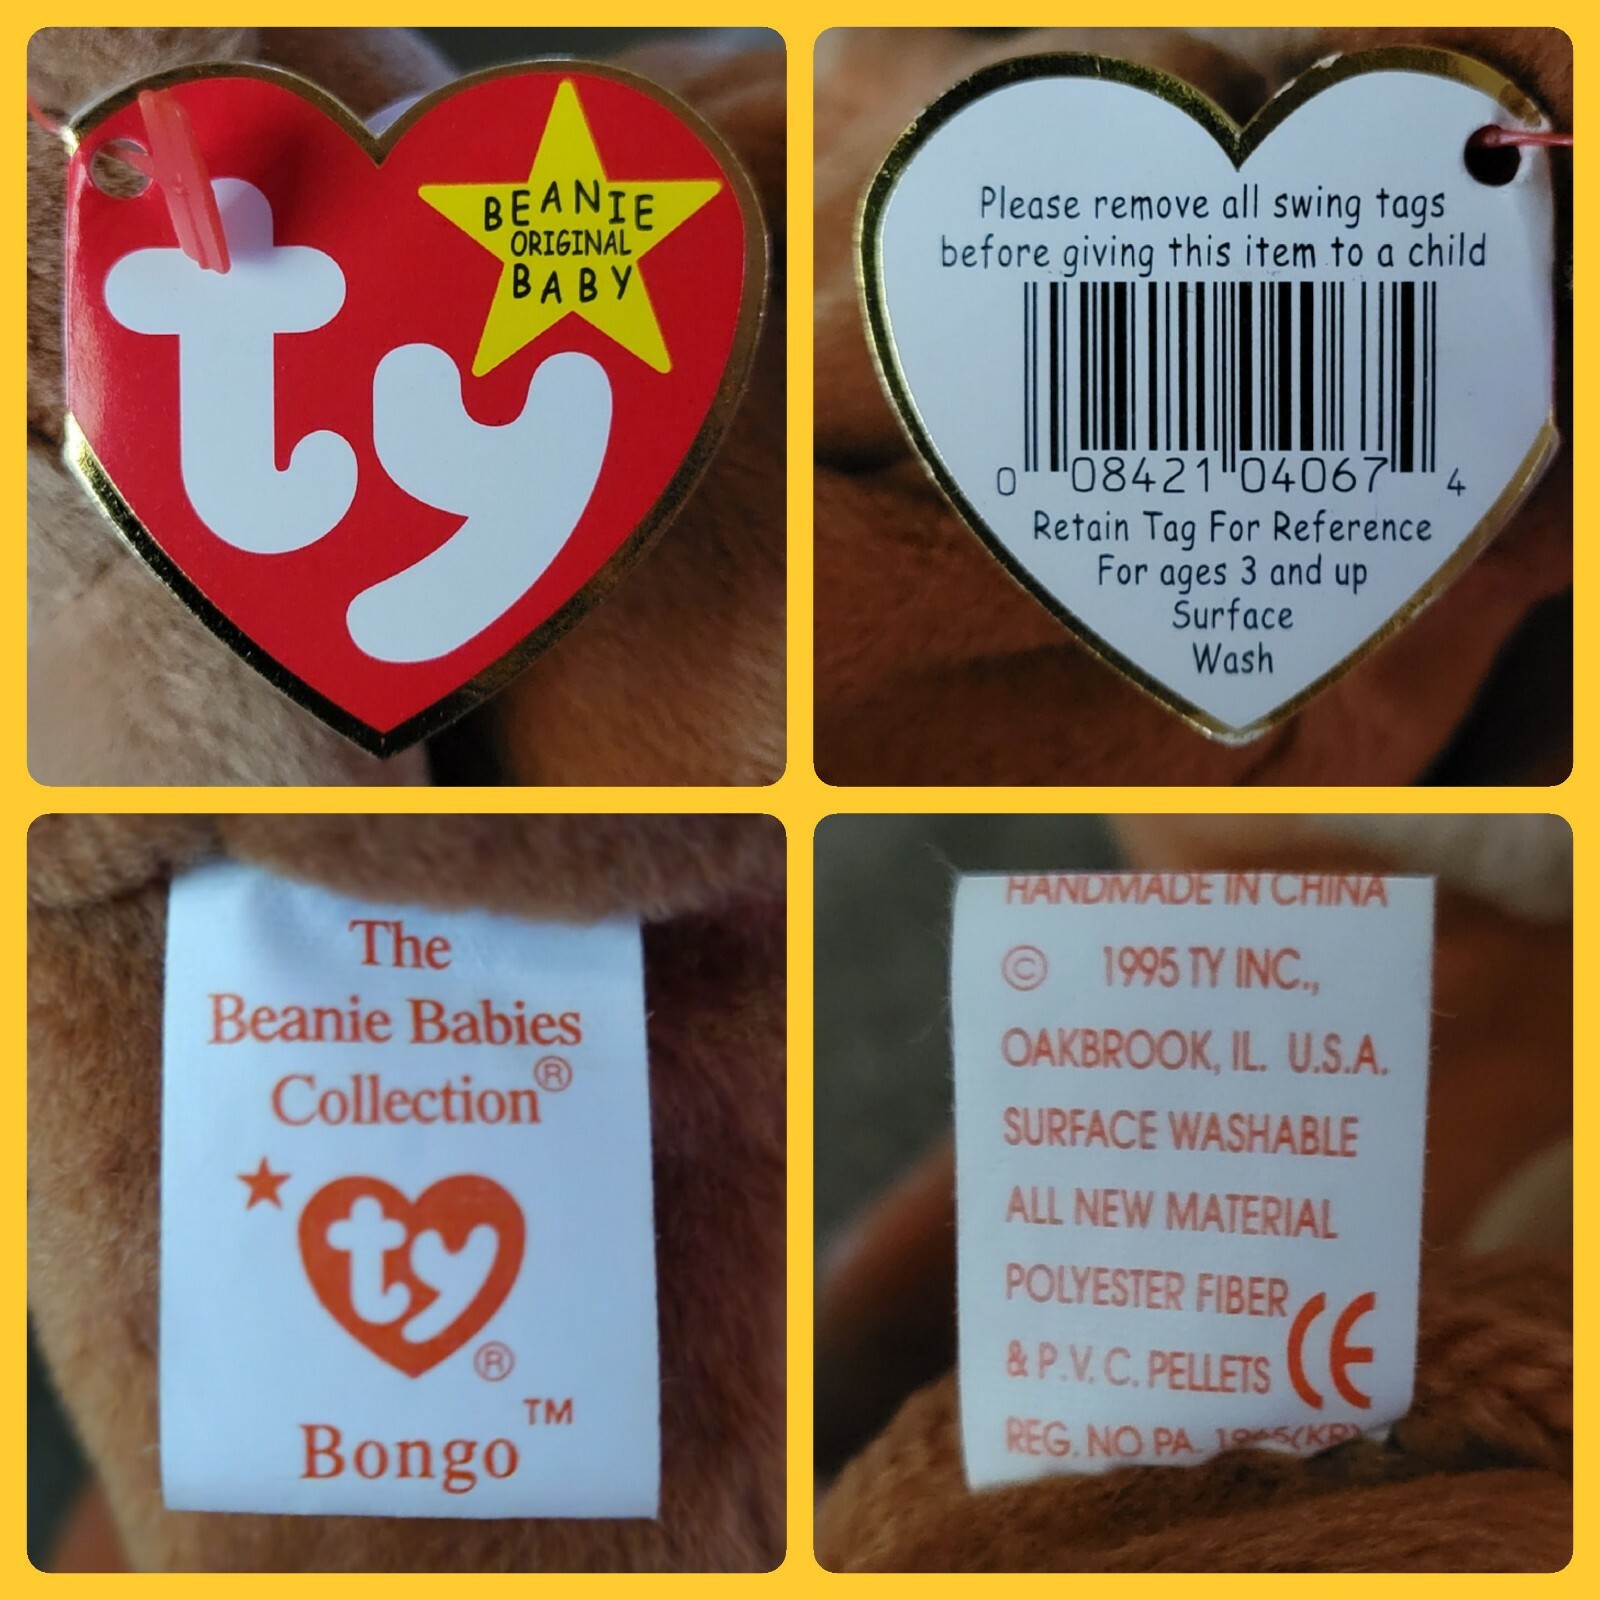 ty
BEANIE
ORIGINAL
BABY
Please remove all swing tags
before giving this item to a child
0 08421 04067 4
Retain Tag For Reference
For ages 3 and up
Surface
Wash
The
Beanie Babies
Collection®
ty®
Bongo™
HANDMADE IN CHINA
© 1995 TY INC.,
OAKBROOK, IL. U.S.A.
SURFACE WASHABLE
ALL NEW MATERIAL
POLYESTER FIBER
& P.V.C. PELLETS CE
REG. NO PA.